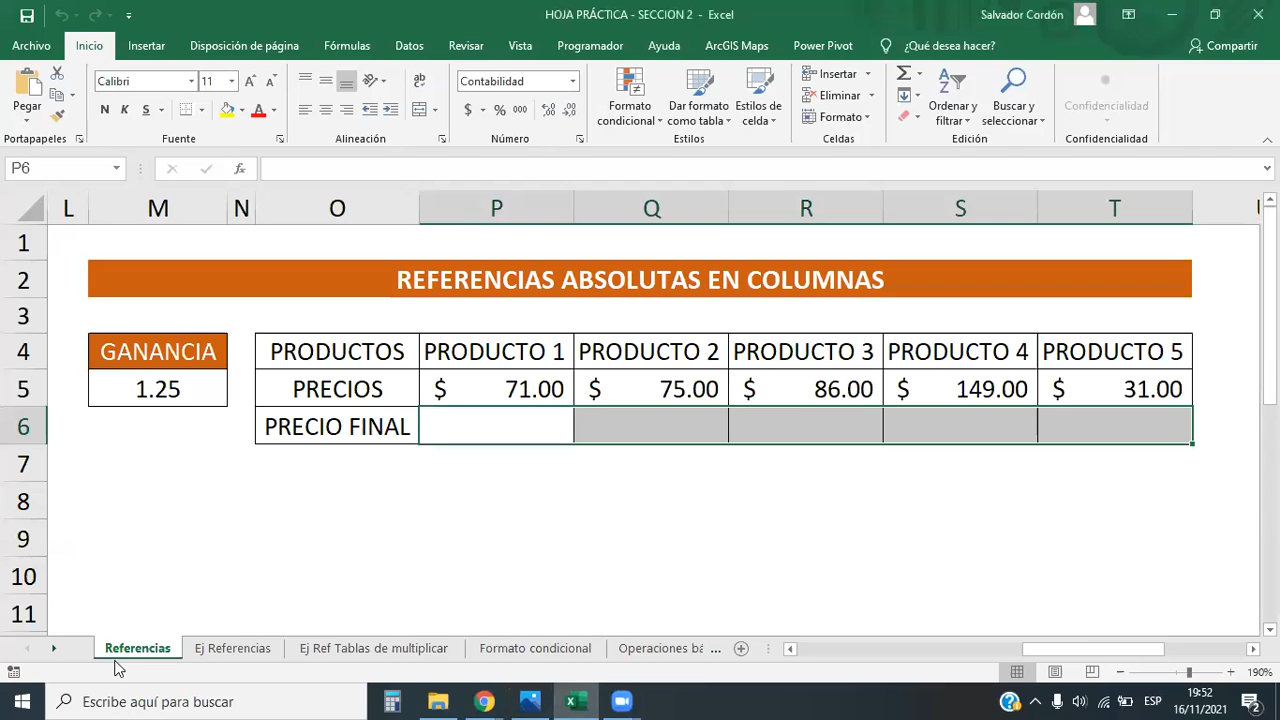 HOJA PRÁCTICA - SECCION 2 - Excel
Salvador Cordón
Archivo Inicio Insertar Disposición de página Fórmulas Datos Revisar Vista Programador Ayuda ArcGIS Maps Power Pivot ¿Qué desea hacer? Compartir
Pegar
Portapapeles
Calibri 11
N K S
Fuente
Alineación
Contabilidad
$ % 000
Número
Formato condicional
Dar formato como tabla
Estilos de celda
Estilos
Insertar
Eliminar
Formato
Celdas
Ordenar y filtrar
Buscar y seleccionar
Edición
Confidencialidad
Confidencialidad
P6 fx
L M N O P Q R S T
1
2 REFERENCIAS ABSOLUTAS EN COLUMNAS
3
4 GANANCIA PRODUCTOS PRODUCTO 1 PRODUCTO 2 PRODUCTO 3 PRODUCTO 4 PRODUCTO 5
5 1.25 PRECIOS $ 71.00 $ 75.00 $ 86.00 $ 149.00 $ 31.00
6 PRECIO FINAL
7
8
9
10
11
Referencias Ej Referencias Ej Ref Tablas de multiplicar Formato condicional Operaciones bá ...
190%
Escribe aquí para buscar
ESP
19:52
16/11/2021
2